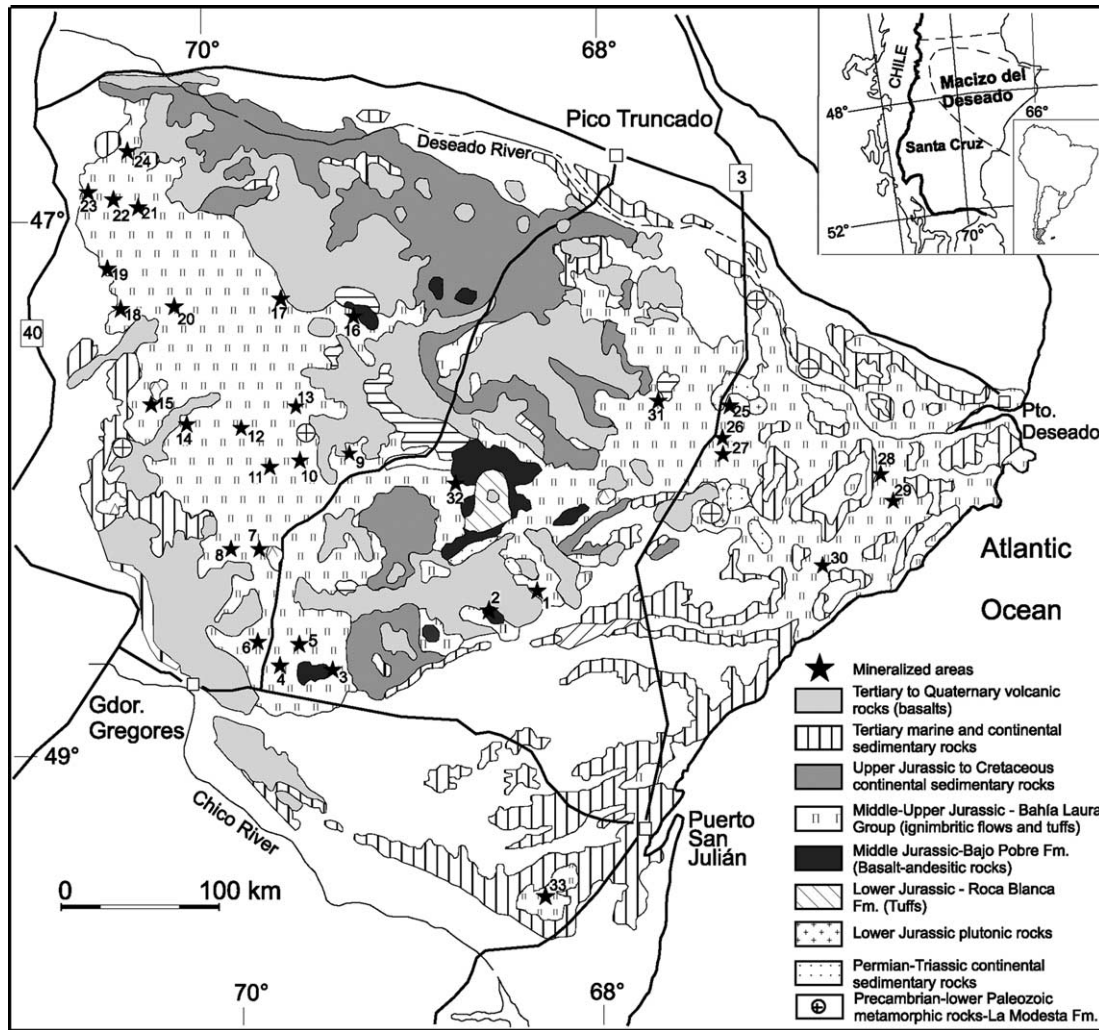 70°
68°
CHILE
Macizo del
Deseado
48°
66°
Santa Cruz
52°
70°
Pico Truncado
Deseado River
3
24
23
22
21
47°
19
18
20
17
16
40
15
14
13
12
11
10
9
31
25
26
27
Pto.
Deseado
28
29
32
8
7
30
Atlantic
Ocean
1
2
6
5
4
3
Gdor.
Gregores
49°
Chico River
Puerto
San
Julián
0
100 km
33
70°
68°
Mineralized areas
Tertiary to Quaternary volcanic
rocks (basalts)
Tertiary marine and continental
sedimentary rocks
Upper Jurassic to Cretaceous
continental sedimentary rocks
Middle-Upper Jurassic - Bahía Laura
Group (ignimbritic flows and tuffs)
Middle Jurassic-Bajo Pobre Fm.
(Basalt-andesitic rocks)
Lower Jurassic - Roca Blanca
Fm. (Tuffs)
Lower Jurassic plutonic rocks
Permian-Triassic continental
sedimentary rocks
Precambrian-lower Paleozoic
metamorphic rocks-La Modesta Fm.